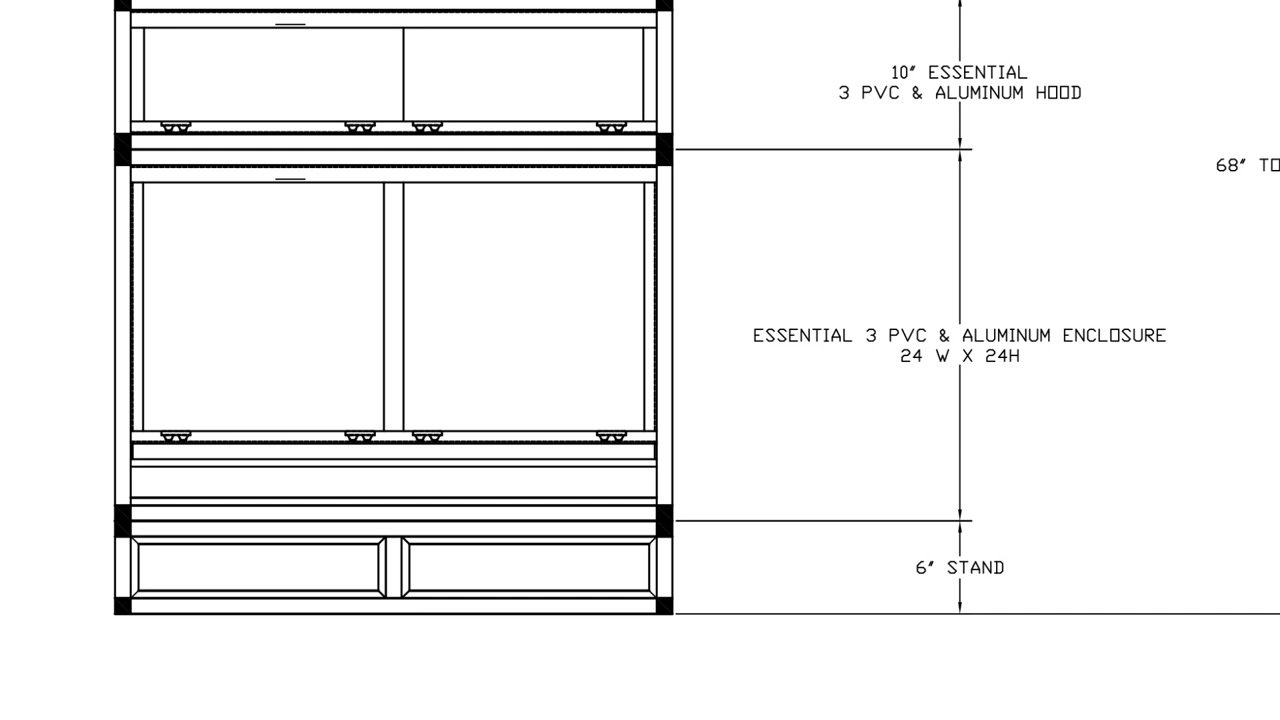 10" ESSENTIAL
3 PVC & ALUMINUM HOOD
68" TO
ESSENTIAL 3 PVC & ALUMINUM ENCLOSURE
24 W X 24H
6" STAND